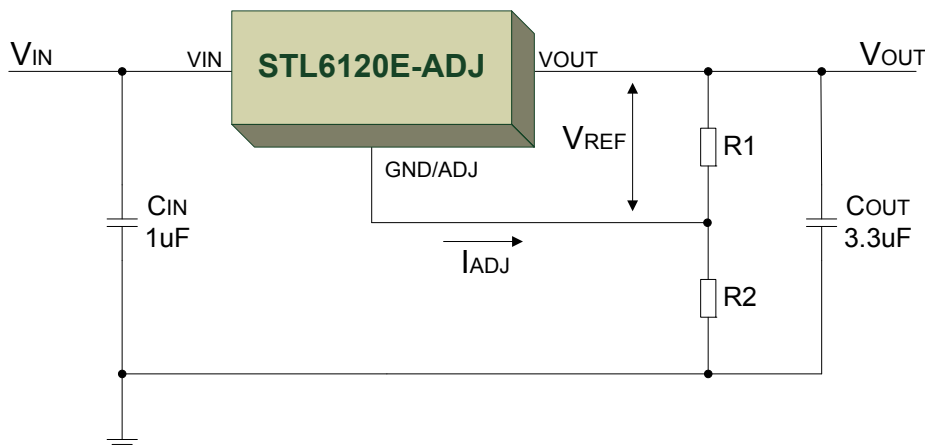 VIN
VIN
STL6120E-ADJ
VOUT
VOUT
VREF
R1
GND/ADJ
CIN
1uF
IADJ
COUT
3.3uF
R2